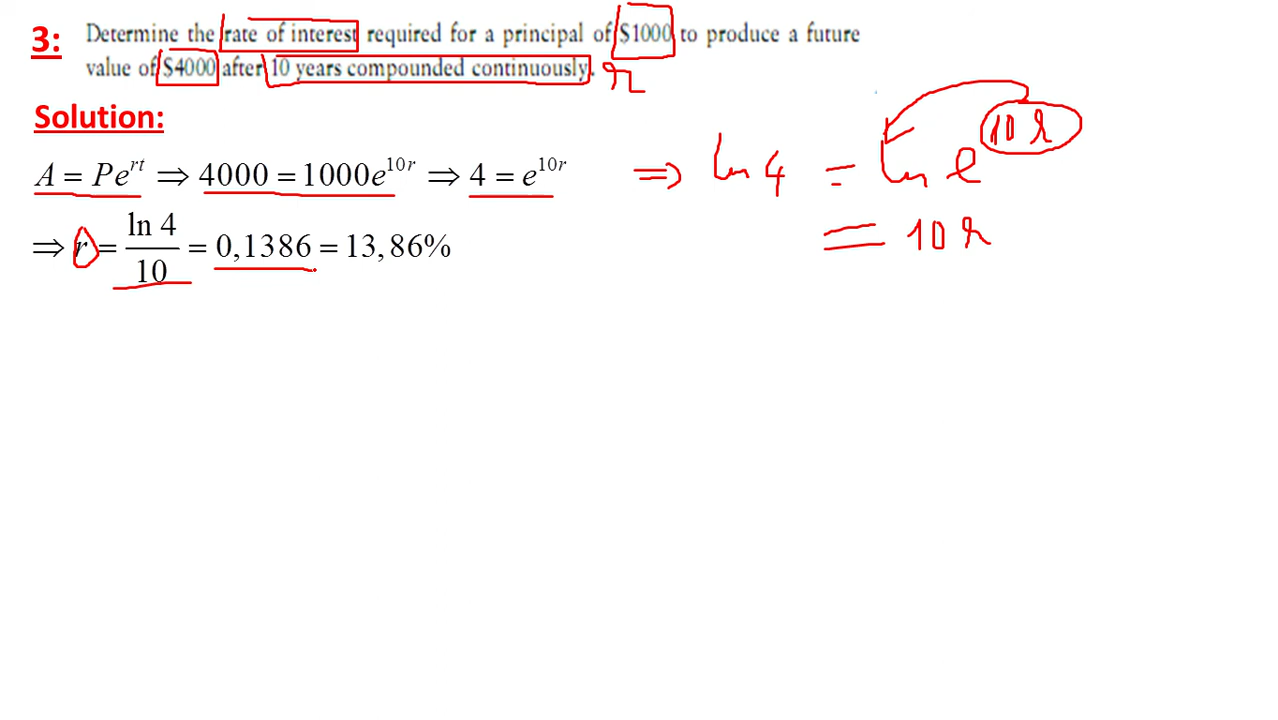 3: Determine the rate of interest required for a principal of $1000 to produce a future
value of $4000 after 10 years compounded continuously. r
Solution:
A = Pe^{rt} ⇒ 4000 = 1000e^{10r} ⇒ 4 = e^{10r} ⇒ ln 4 = ln e^{10r}
⇒ r = \frac{ln 4}{10} = 0,1386 = 13,86% = 10r